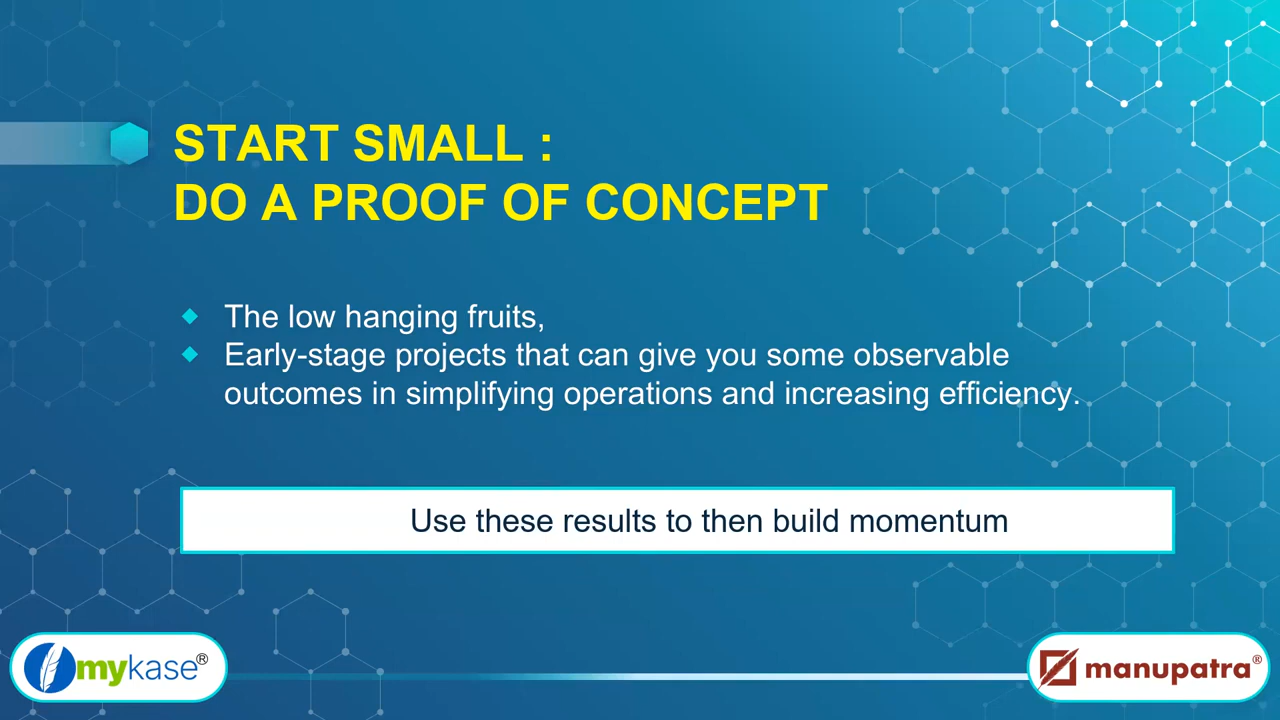 START SMALL :
DO A PROOF OF CONCEPT
The low hanging fruits,
Early-stage projects that can give you some observable
outcomes in simplifying operations and increasing efficiency.
Use these results to then build momentum
mykase®
manupatra®